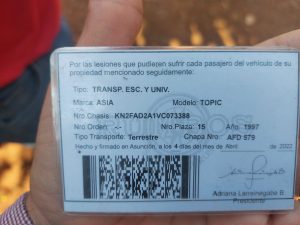 Por las lesiones que pudieren sufrir cada pasajero del vehículo de su
propiedad mencionado seguidamente:
Tipo: TRANSP. ESC. Y UNIV.
Marca: ASIA Modelo: TOPIC
Nro Chasis: KN2FAD2A1VC073388
Nro Orden: -.- Nro.Plazo: 15 Año: 1997
Tipo Transporte: Terrestre Chapa Nro: AFD 579
Hecho y firmado en Asunción, a los 4 días del mes de Abril de 2022
Adriana Larreinegabe B
Presidente